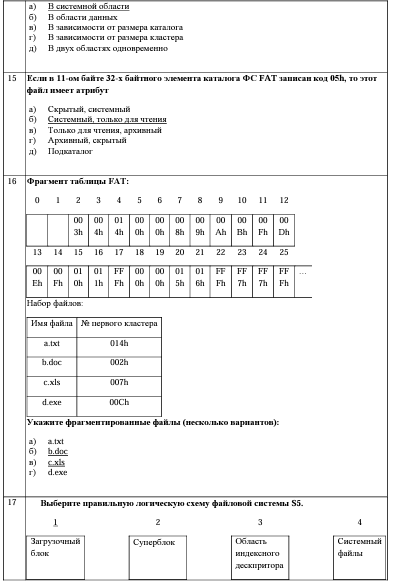 а) В системной области
б) В области данных
в) В зависимости от размера каталога
г) В зависимости от размера кластера
д) В двух областях одновременно
15 Если в 11-ом байте 32-х байтного элемента каталога ФС FAT записан код 05h, то этот
файл имеет атрибут
а) Скрытый, системный
б) Системный, только для чтения
в) Только для чтения, архивный
г) Архивный, скрытый
д) Подкаталог
16 Фрагмент таблицы FAT:
0 1 2 3 4 5 6 7 8 9 10 11 12
00 00 01 00 00 00 00 00 00 00 00
3h 4h 4h 0h 0h 8h 9h Ah Bh Fh Dh
13 14 15 16 17 18 19 20 21 22 23 24 25
00 00 01 01 FF 00 00 01 01 FF FF FF FF ...
Eh Fh 0h 1h Fh 0h 0h 5h 6h Fh 7h 7h Fh
Набор файлов:
Имя файла № первого кластера
a.txt 014h
b.doc 002h
c.xls 007h
d.exe 00Ch
Укажите фрагментированные файлы (несколько вариантов):
а) a.txt
б) b.doc
в) c.xls
г) d.exe
17 Выберите правильную логическую схему файловой системы S5.
1 2 3 4
Загрузочный Суперблок Область Системный
блок индексного файлы
дескриптора